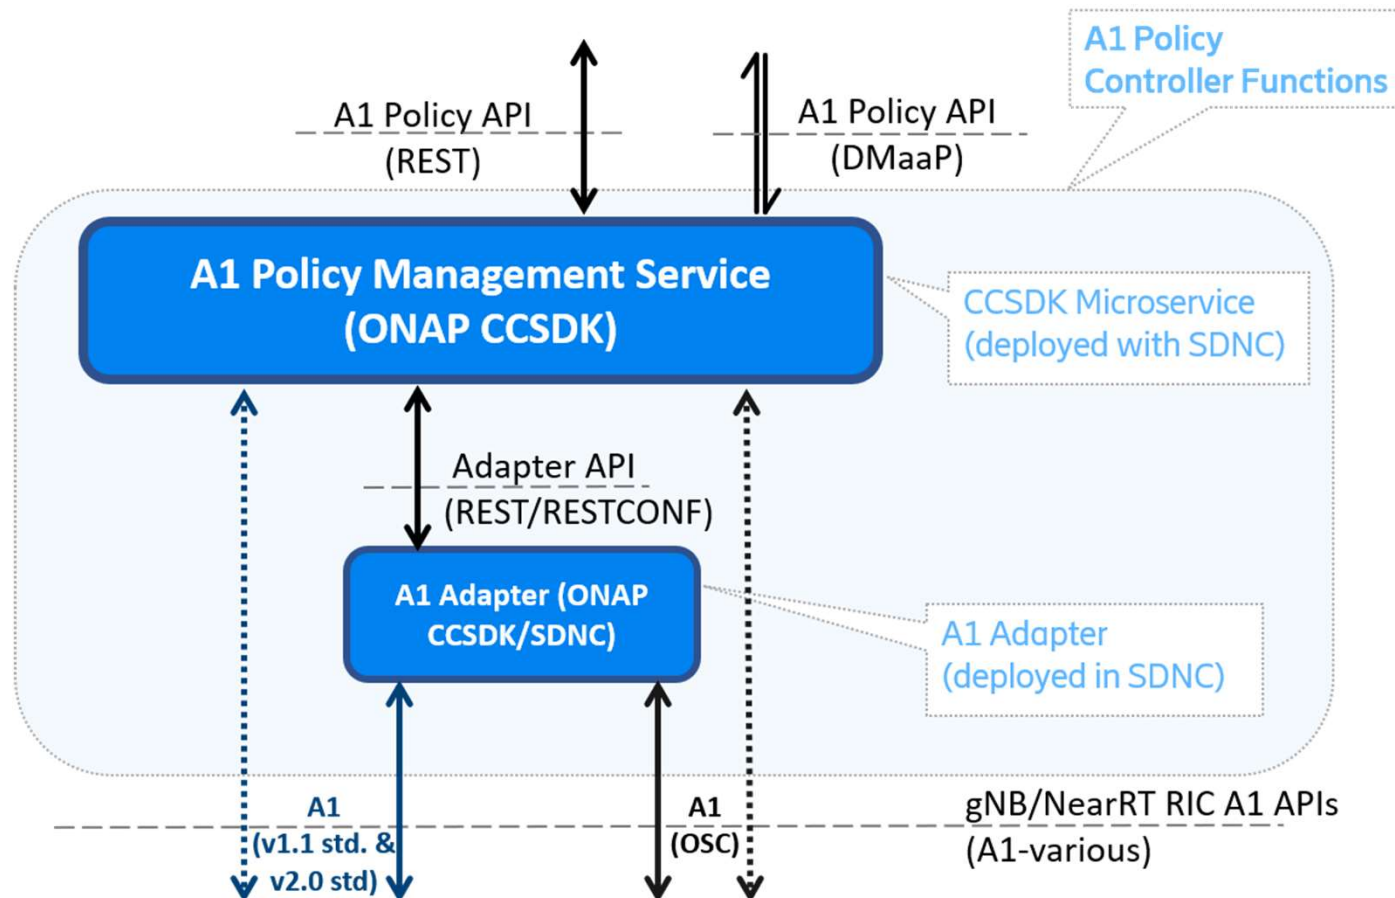 A1 Policy
Controller Functions
A1 Policy API
(REST)
A1 Policy API
(DMaaP)
A1 Policy Management Service
(ONAP CCSDK)
CCSDK Microservice
(deployed with SDNC)
Adapter API
(REST/RESTCONF)
A1 Adapter (ONAP
CCSDK/SDNC)
A1 Adapter
(deployed in SDNC)
A1
(v1.1 std. &
v2.0 std)
A1
(OSC)
gNB/NearRT RIC A1 APIs
(A1-various)